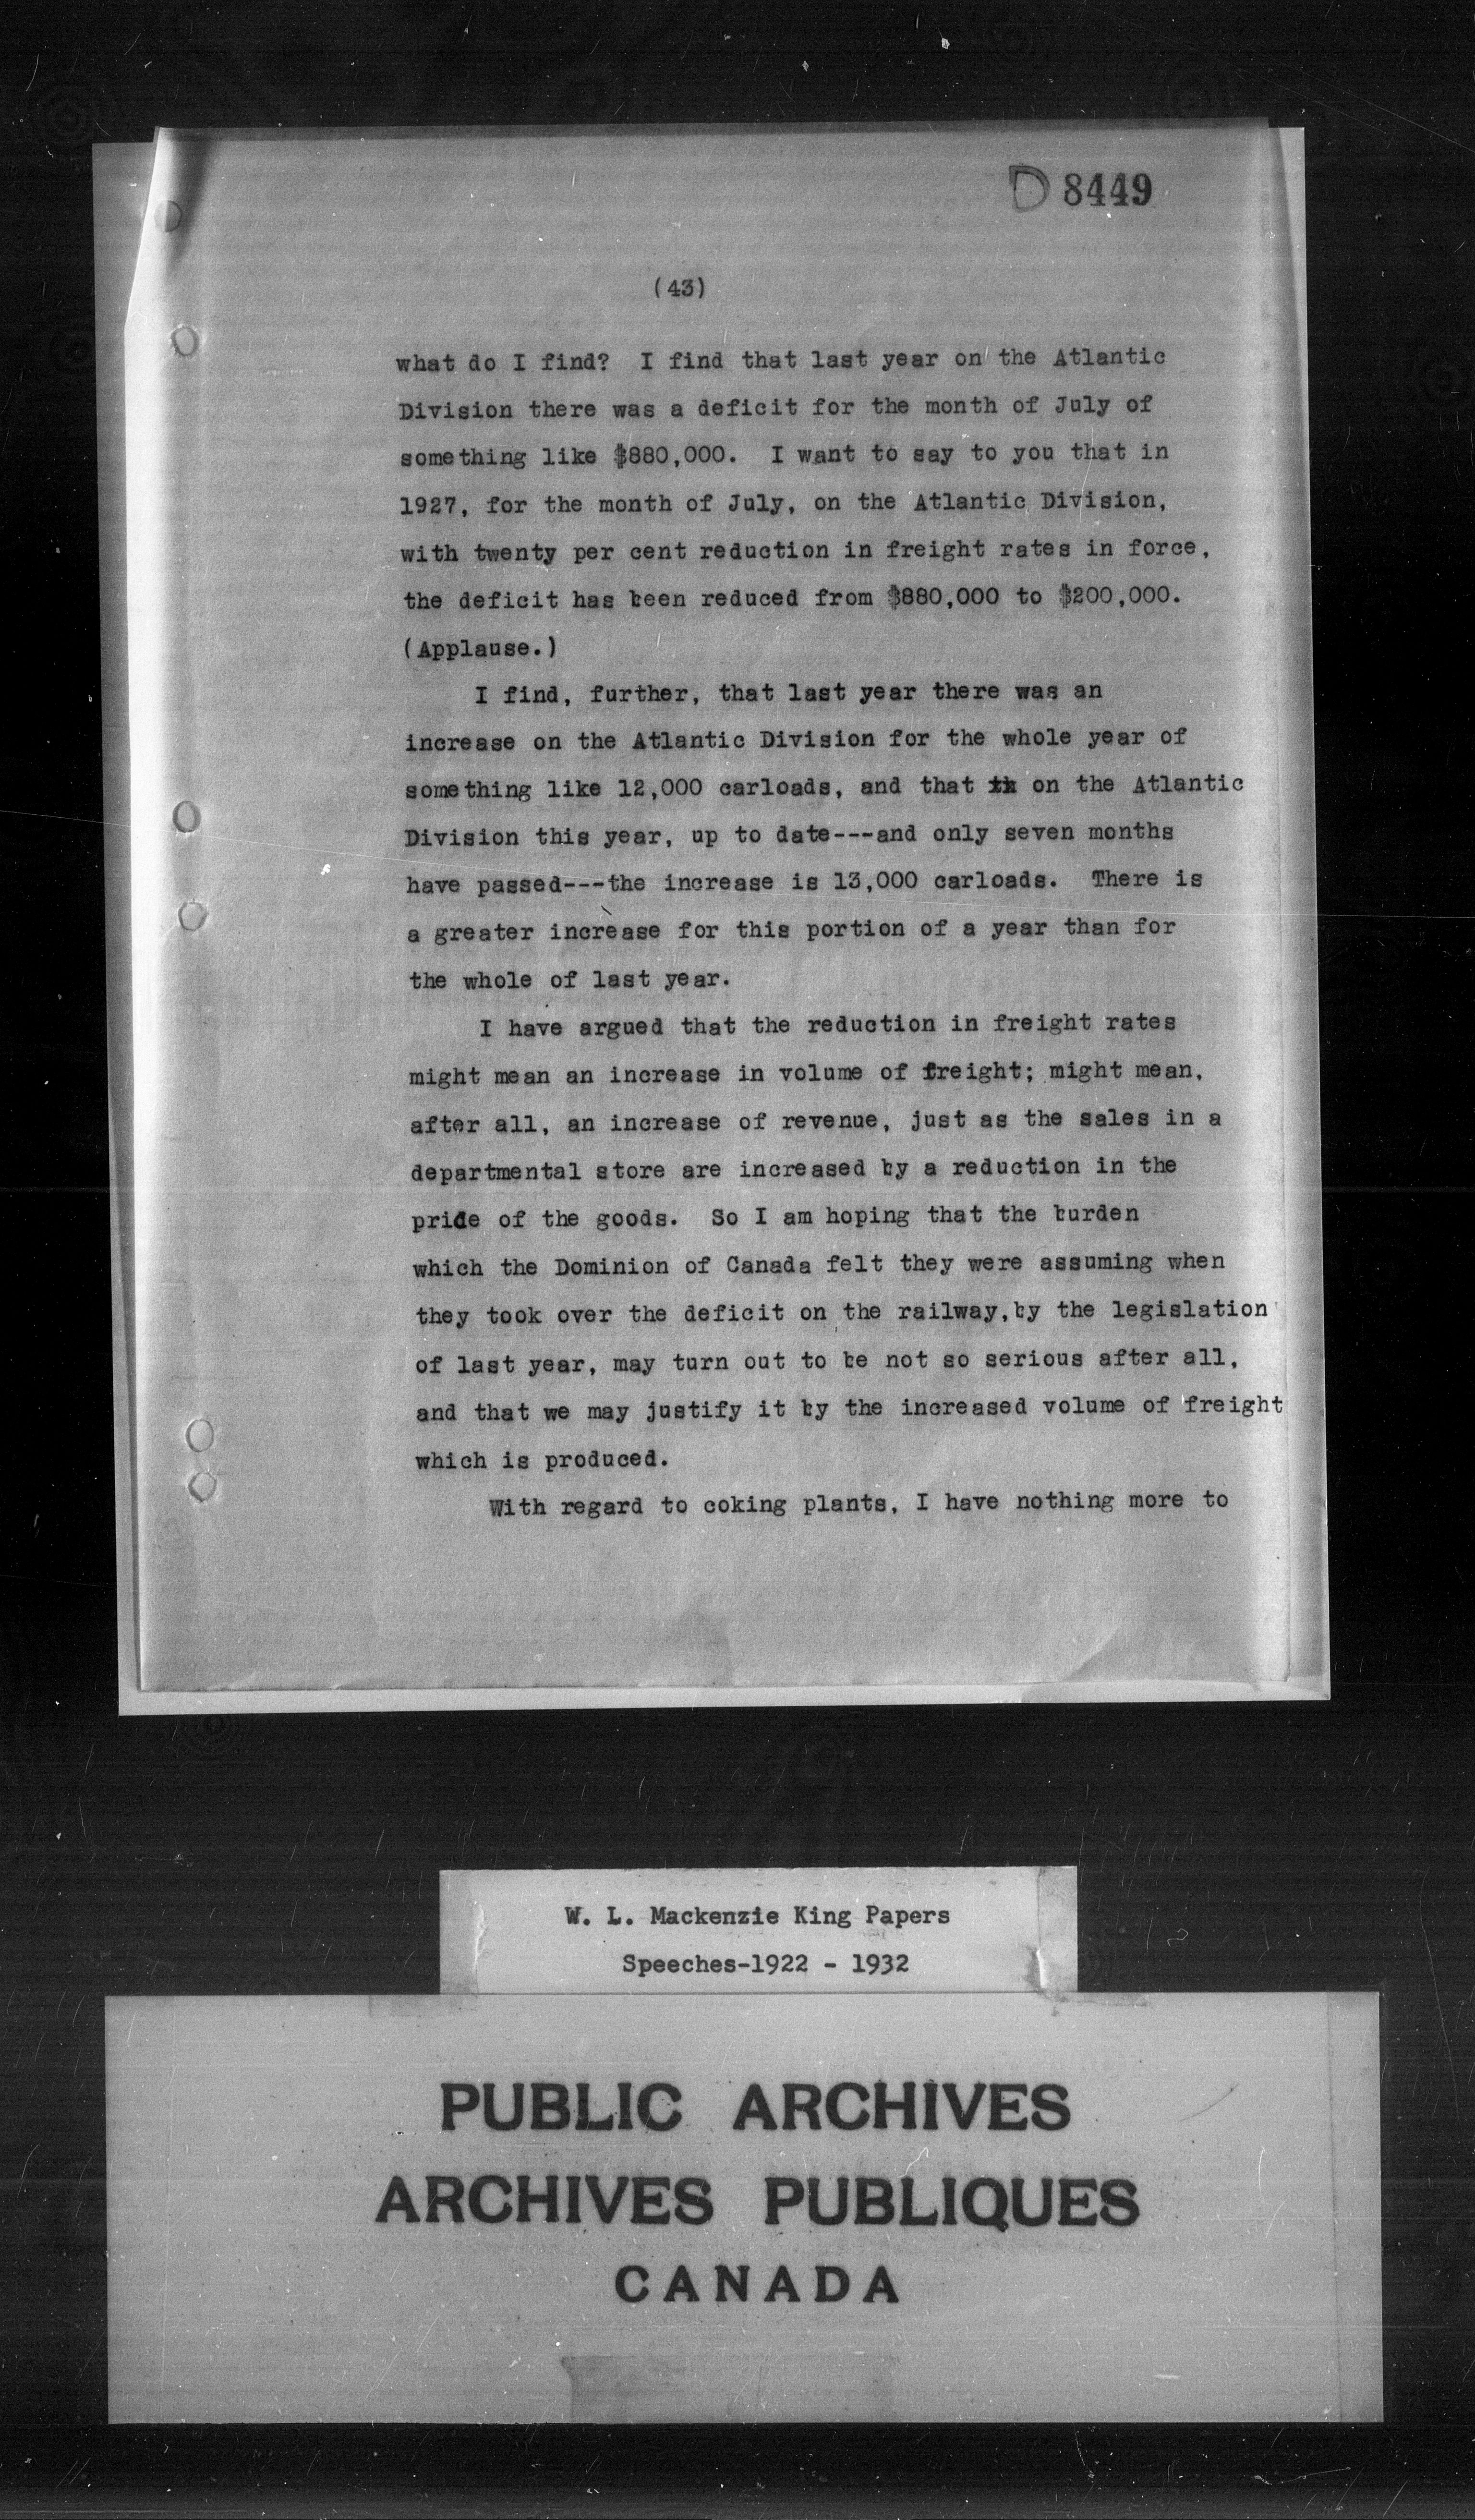 D 8449
(43)
what do I find? I find that last year on the Atlantic
Division there was a deficit for the month of July of
something like $880,000. I want to say to you that in
1927, for the month of July, on the Atlantic Division,
with twenty per cent reduction in freight rates in force,
the deficit has been reduced from $880,000 to $200,000.
(Applause.)
I find, further, that last year there was an
increase on the Atlantic Division for the whole year of
something like 12,000 carloads, and that on the Atlantic
Division this year, up to date---and only seven months
have passed---the increase is 13,000 carloads. There is
a greater increase for this portion of a year than for
the whole of last year.
I have argued that the reduction in freight rates
might mean an increase in volume of freight; might mean,
after all, an increase of revenue, just as the sales in a
departmental store are increased by a reduction in the
pride of the goods. So I am hoping that the burden
which the Dominion of Canada felt they were assuming when
they took over the deficit on the railway,by the legislation
of last year, may turn out to be not so serious after all,
and that we may justify it by the increased volume of freight
which is produced.
With regard to coking plants, I have nothing more to
W. L. Mackenzie King Papers
Speeches-1922 - 1932
PUBLIC ARCHIVES
ARCHIVES PUBLIQUES
CANADA